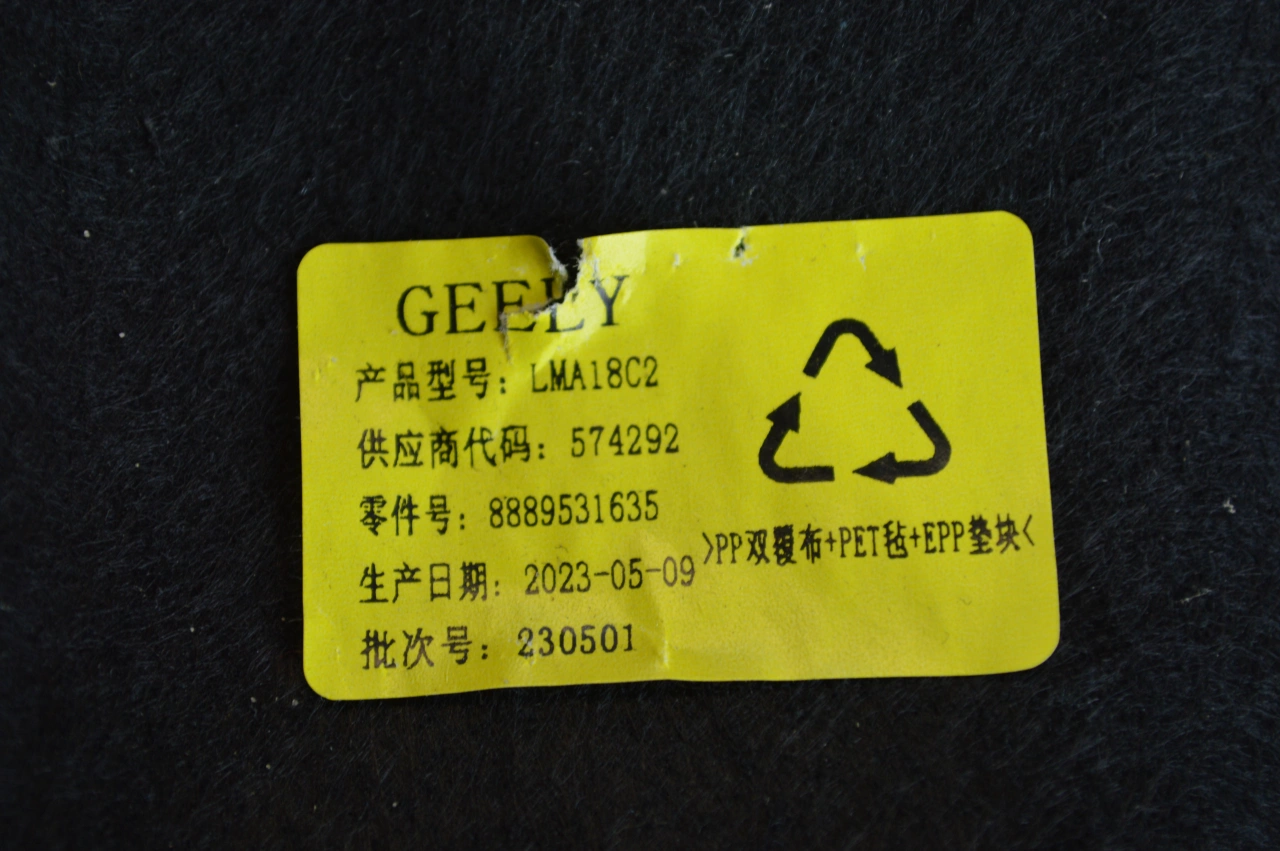 GEELY
产品型号：LMA18C2
供应商代码：574292
零件号：8889531635
生产日期：2023-05-09
批次号：230501
>PP双覆布+PET毡+EPP垫块<